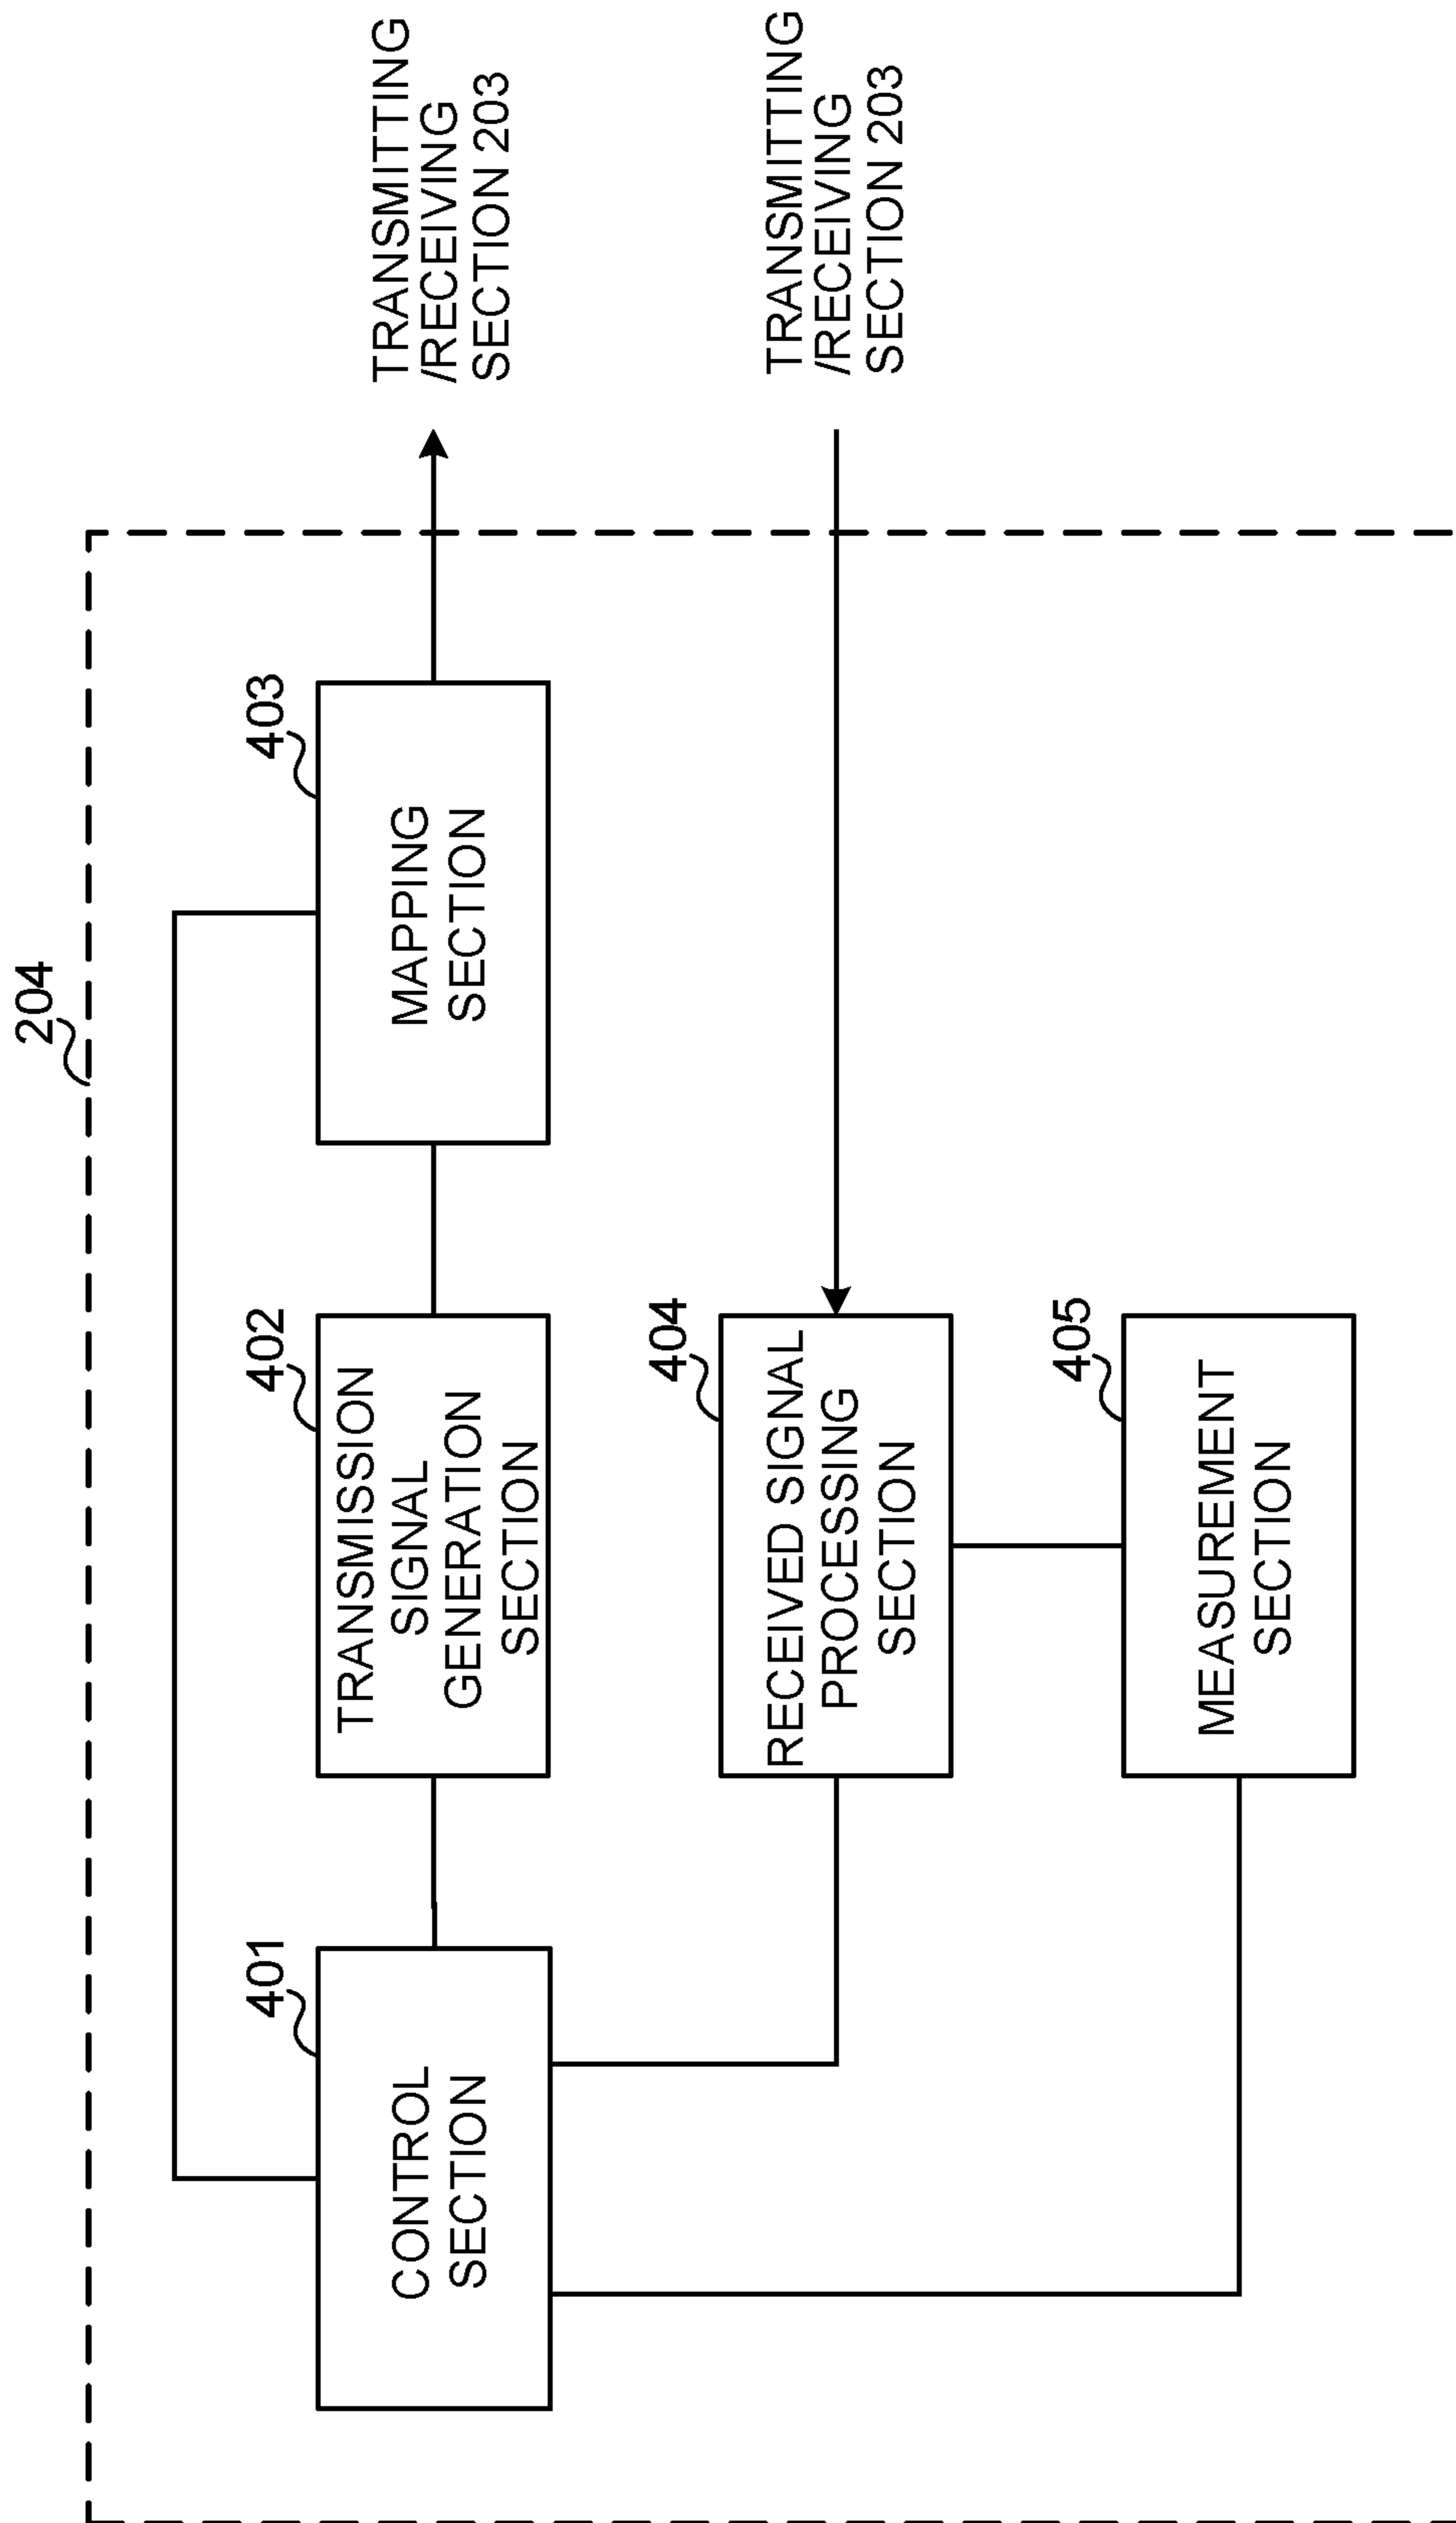 204
401
CONTROL
SECTION
402
TRANSMISSION
SIGNAL
GENERATION
SECTION
403
MAPPING
SECTION
TRANSMITTING
/RECEIVING
SECTION 203
404
RECEIVED SIGNAL
PROCESSING
SECTION
TRANSMITTING
/RECEIVING
SECTION 203
405
MEASUREMENT
SECTION